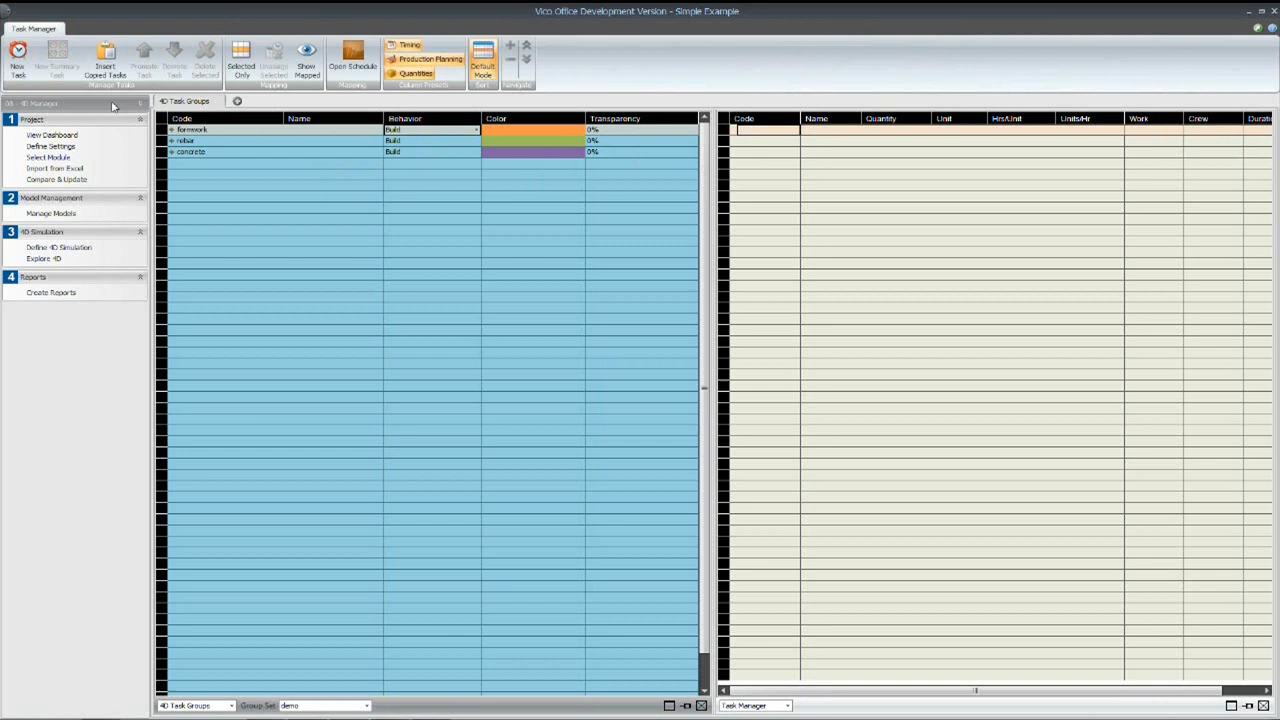 Vico Office Development Version - Simple Example
Task Manager
New Task
New Summary Task
Insert Copied Tasks
Promote Task
Demote Task
Delete Selected
Manage Tasks
Selected Only
Unassign Selected
Show Mapped
Mapping
Open Schedule
Mapping
Timing
Production Planning
Quantities
Column Presets
Default Mode
Sort
Navigate
03 - 4D Manager
1 Project
View Dashboard
Define Settings
Select Module
Import from Excel
Compare & Update
2 Model Management
Manage Models
3 4D Simulation
Define 4D Simulation
Explore 4D
4 Reports
Create Reports
4D Task Groups
Code Name Behavior Color Transparency
formwork Build 0%
rebar Build 0%
concrete Build 0%
Code Name Quantity Unit Hrs/Unit Units/Hr Work Crew Duratio
4D Task Groups Group Set demo
Task Manager